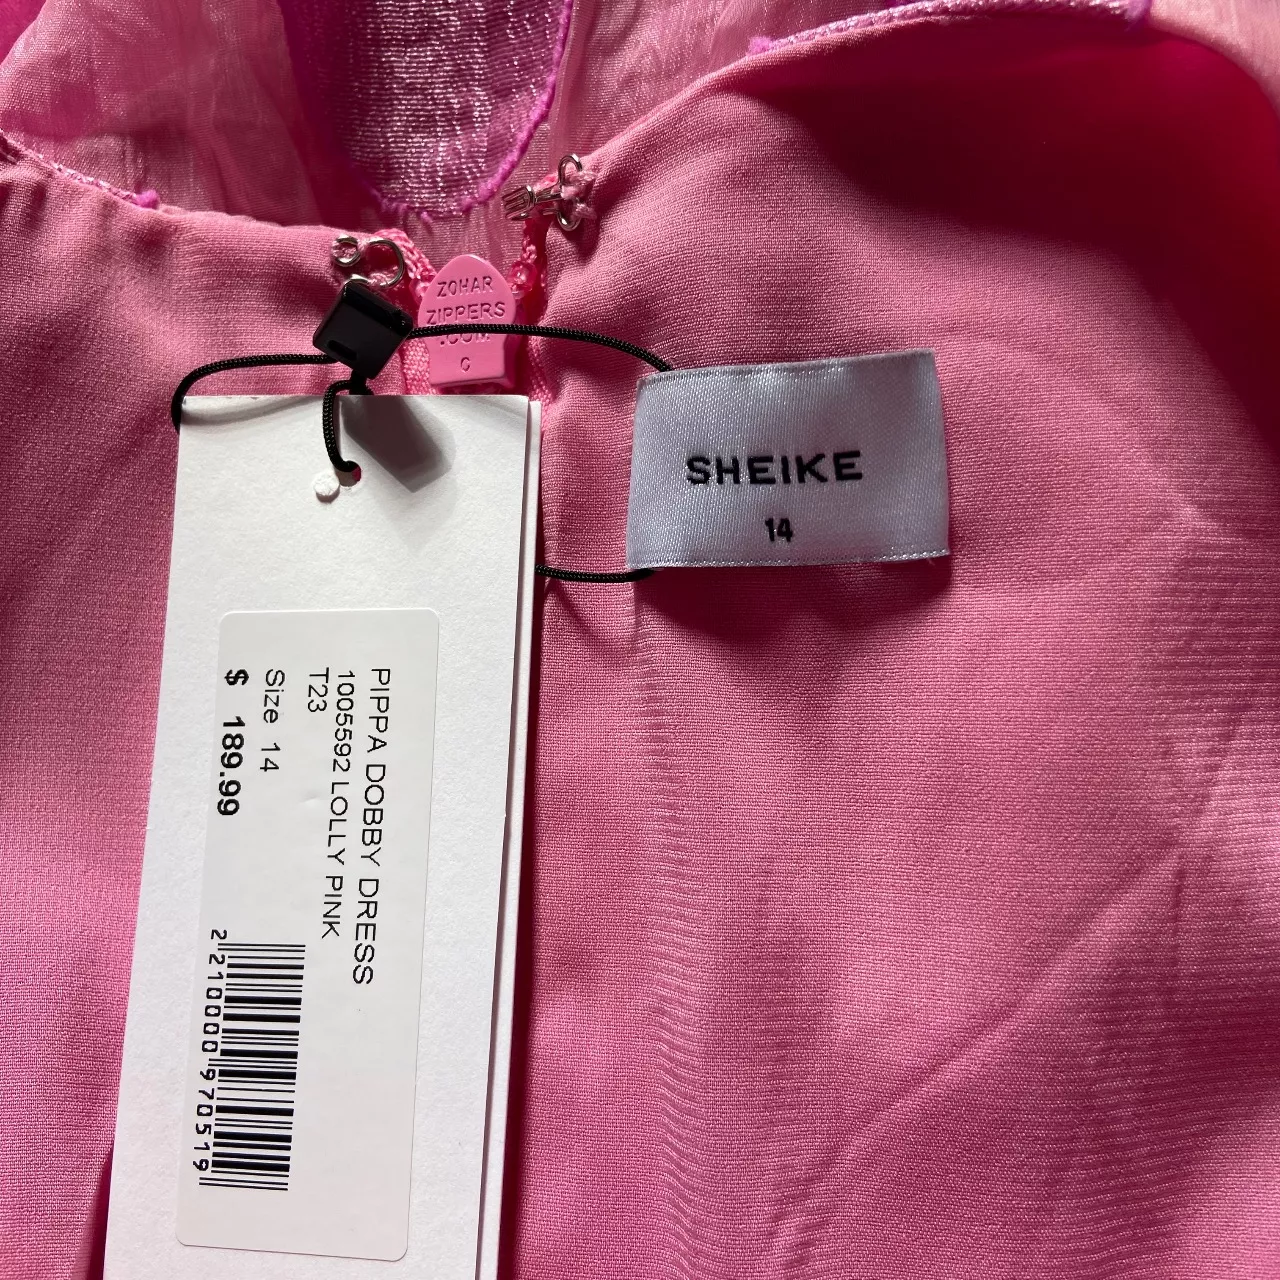 ZOHAR
ZIPPERS
.COM
C
SHEIKE
14
PIPPA DOBBY DRESS
1005592 LOLLY PINK
T23
Size 14
$ 189.99
2210000970519